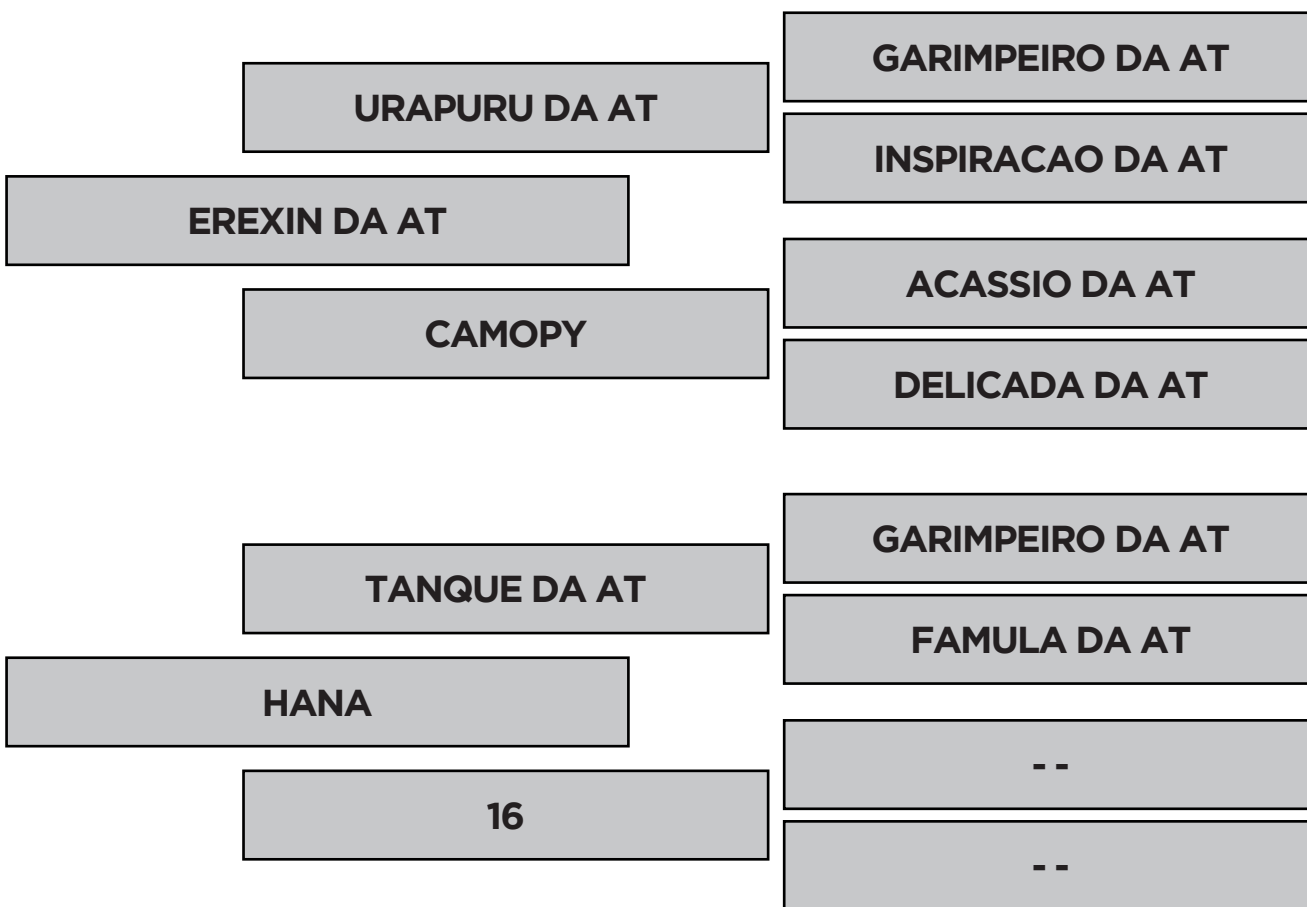 GARIMPEIRO DA AT
URAPURU DA AT
INSPIRACAO DA AT
EREXIN DA AT
ACASSIO DA AT
CAMOPY
DELICADA DA AT
GARIMPEIRO DA AT
TANQUE DA AT
FAMULA DA AT
HANA
- -
16
- -